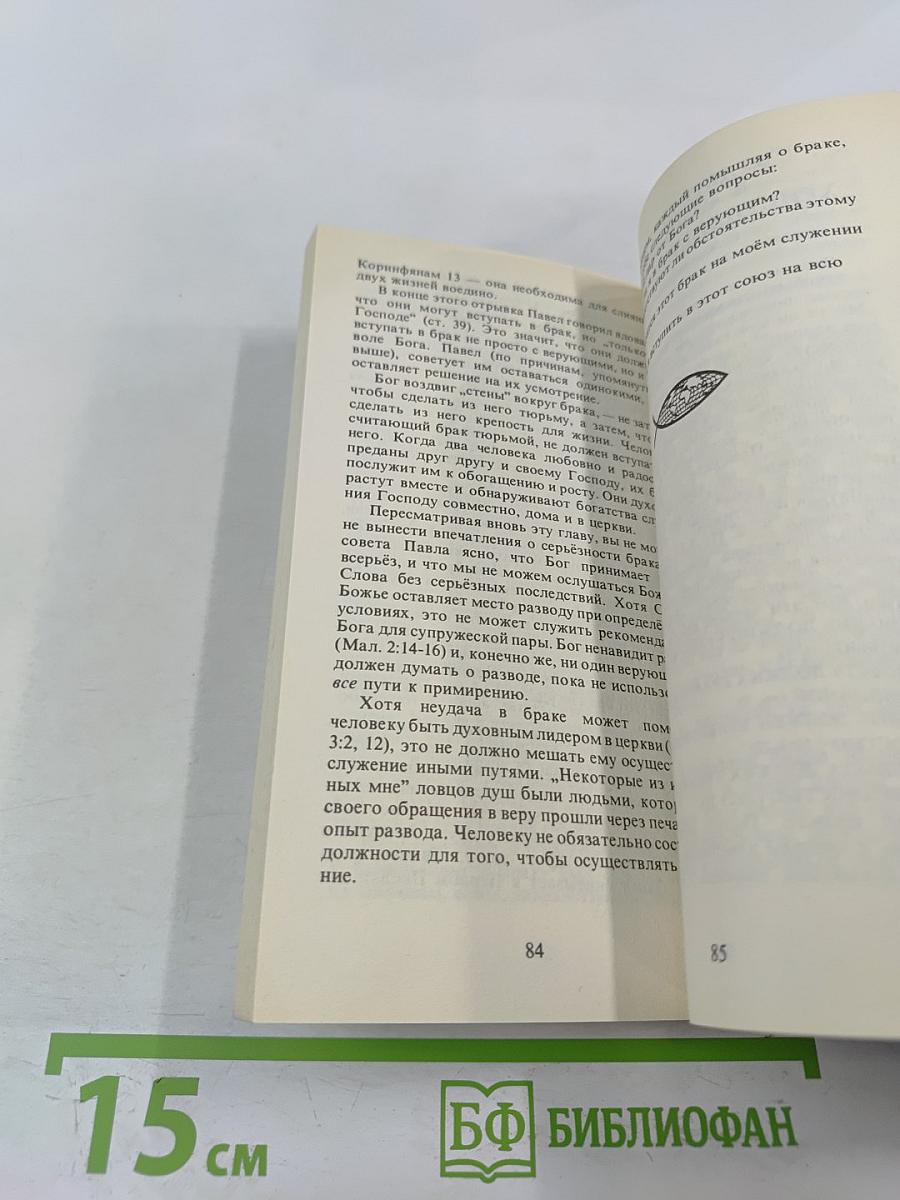 Коринфянам 13 — она необходима для слия
двух жизней воедино.
В конце этого отрывка Павел говорил вдова
что они могут вступать в брак, но „только
Господе“ (ст. 39). Это значит, что они долж
вступать в брак не просто с верующими, но и
воле Бога. Павел (по причинам, упомянут
выше), советует им оставаться одинокими,
оставляет решение на их усмотрение.
Бог воздвиг „стены” вокруг брака, — не за
чтобы сделать из него тюрьму, а затем, чт
сделать из него крепость для жизни. Чело
считающий брак тюрьмой, не должен вступа
него. Когда два человека любовно и радос
преданы друг другу и своему Господу, их б
послужит им к обогащению и росту. Они духо
растут вместе и обнаруживают богатства сл
ния Господу совместно, дома и в церкви.
Пересматривая вновь эту главу, вы не мо
не вынести впечатления о серьёзности брака
совета Павла ясно, что Бог принимает
всерьёз, и что мы не можем ослушаться Бож
Слова без серьёзных последствий. Хотя С
Божье оставляет место разводу при определё
условиях, это не может служить рекоменда
Бога для супружеской пары. Бог ненавидит р
(Мал. 2:14-16) и, конечно же, ни один верующ
должен думать о разводе, пока не использо
все пути к примирению.
Хотя неудача в браке может пом
человеку быть духовным лидером в церкви (
3:2, 12), это не должно мешать ему осущест
служение иными путями. „Некоторые из
ных мне” ловцов душ были людьми, кото
своего обращения в веру прошли через печа
опыт развода. Человеку не обязательно сос
должности для того, чтобы осуществлять
ние.
84
каждый помышляя о браке,
следующие вопросы:
от Бога?
в брак с верующим?
ли обстоятельства этому
этот брак на моём служении
вступить в этот союз на всю
85
15 см
БФ БИБЛИОФАН